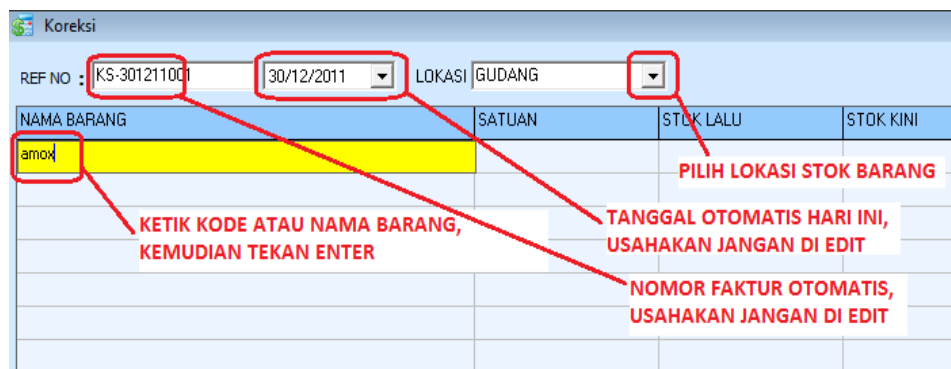 Koreksi
REF NO : KS-301211001 30/12/2011 LOKASI GUDANG
NAMA BARANG SATUAN STOK LALU STOK KINI
amox
PILIH LOKASI STOK BARANG
KETIK KODE ATAU NAMA BARANG,
KEMUDIAN TEKAN ENTER
TANGGAL OTOMATIS HARI INI,
USAHAKAN JANGAN DI EDIT
NOMOR FAKTUR OTOMATIS,
USAHAKAN JANGAN DI EDIT